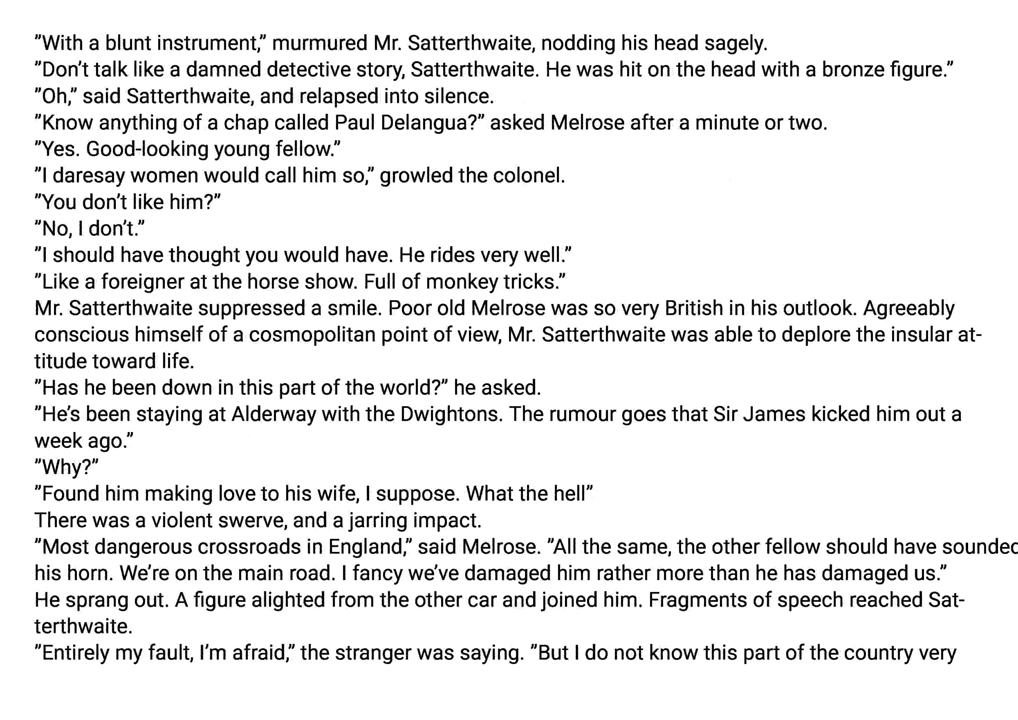 ”With a blunt instrument,” murmured Mr. Satterthwaite, nodding his head sagely.
”Don’t talk like a damned detective story, Satterthwaite. He was hit on the head with a bronze figure.”
”Oh,” said Satterthwaite, and relapsed into silence.
”Know anything of a chap called Paul Delangua?” asked Melrose after a minute or two.
”Yes. Good-looking young fellow.”
”I daresay women would call him so,” growled the colonel.
”You don’t like him?”
”No, I don’t.”
”I should have thought you would have. He rides very well.”
”Like a foreigner at the horse show. Full of monkey tricks.”
Mr. Satterthwaite suppressed a smile. Poor old Melrose was so very British in his outlook. Agreeably
conscious himself of a cosmopolitan point of view, Mr. Satterthwaite was able to deplore the insular at-
titude toward life.
”Has he been down in this part of the world?” he asked.
”He’s been staying at Alderway with the Dwightons. The rumour goes that Sir James kicked him out a
week ago.”
”Why?”
”Found him making love to his wife, I suppose. What the hell”
There was a violent swerve, and a jarring impact.
”Most dangerous crossroads in England,” said Melrose. ”All the same, the other fellow should have sounded
his horn. We’re on the main road. I fancy we’ve damaged him rather more than he has damaged us.”
He sprang out. A figure alighted from the other car and joined him. Fragments of speech reached Sat-
terthwaite.
”Entirely my fault, I’m afraid,” the stranger was saying. ”But I do not know this part of the country very